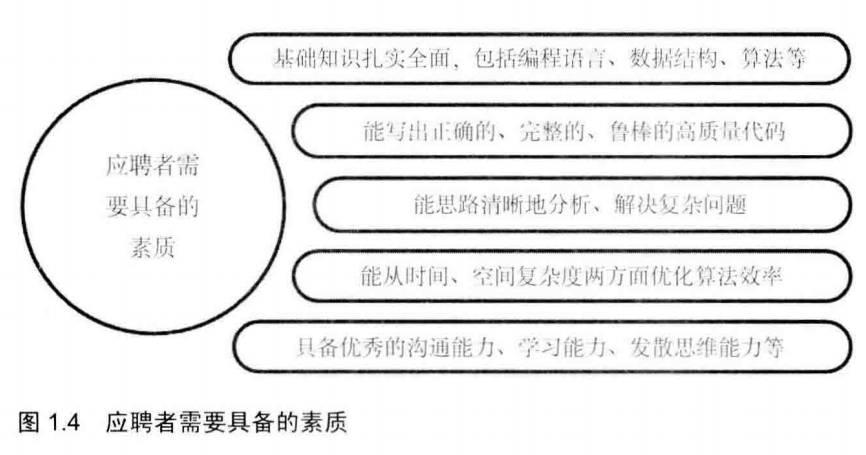 基础知识扎实全面，包括编程语言、数据结构、算法等
能写出正确的、完整的、鲁棒的高质量代码
应聘者需
要具备的
素质
能思路清晰地分析、解决复杂问题
能从时间、空间复杂度两方面优化算法效率
具备优秀的沟通能力、学习能力、发散思维能力等
图 1.4 应聘者需要具备的素质